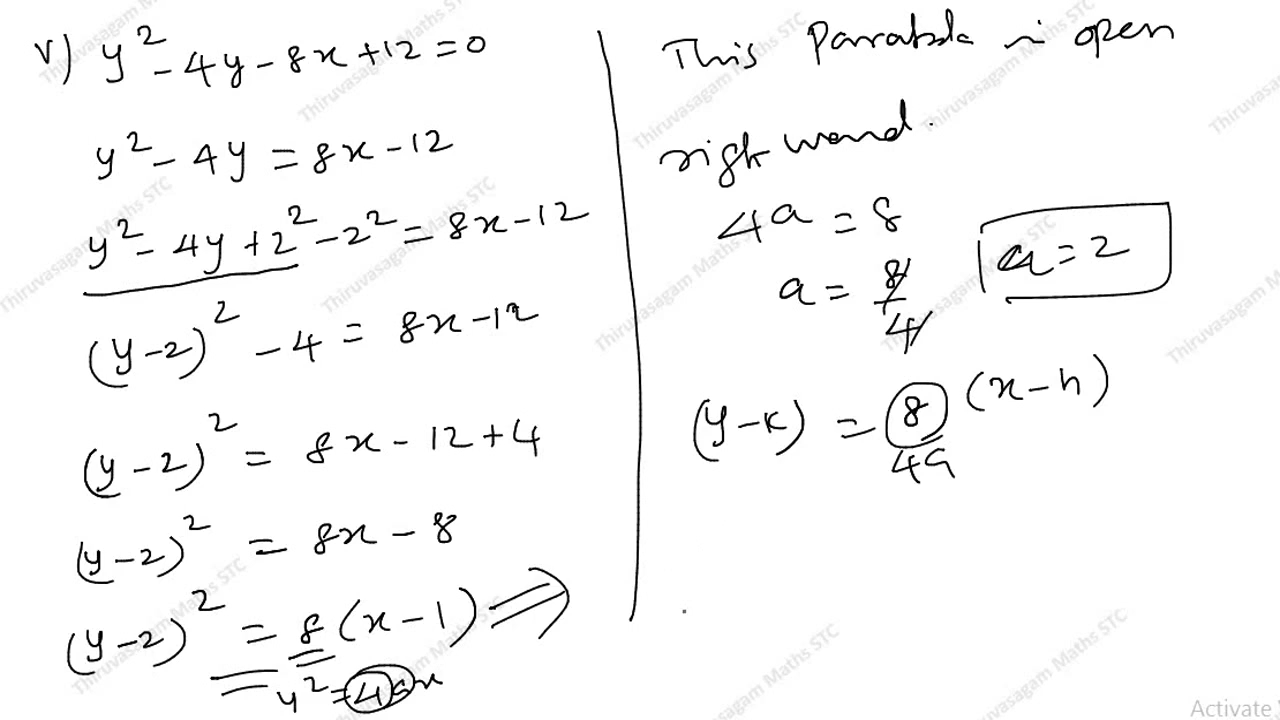 v) y² - 4y - 8x + 12 = 0
y² - 4y = 8x - 12
y² - 4y + 2² - 2² = 8x - 12
(y - 2)² - 4 = 8x - 12
(y - 2)² = 8x - 12 + 4
(y - 2)² = 8x - 8
(y - 2)² = 8 (x - 1) ⟹
y² = 4ax
This Parabola is open
right ward.
4a = 8
a = 8/4
a = 2
(y - k) = 8 (x - h)
4a
Thiruvasagam Maths STC
Activate